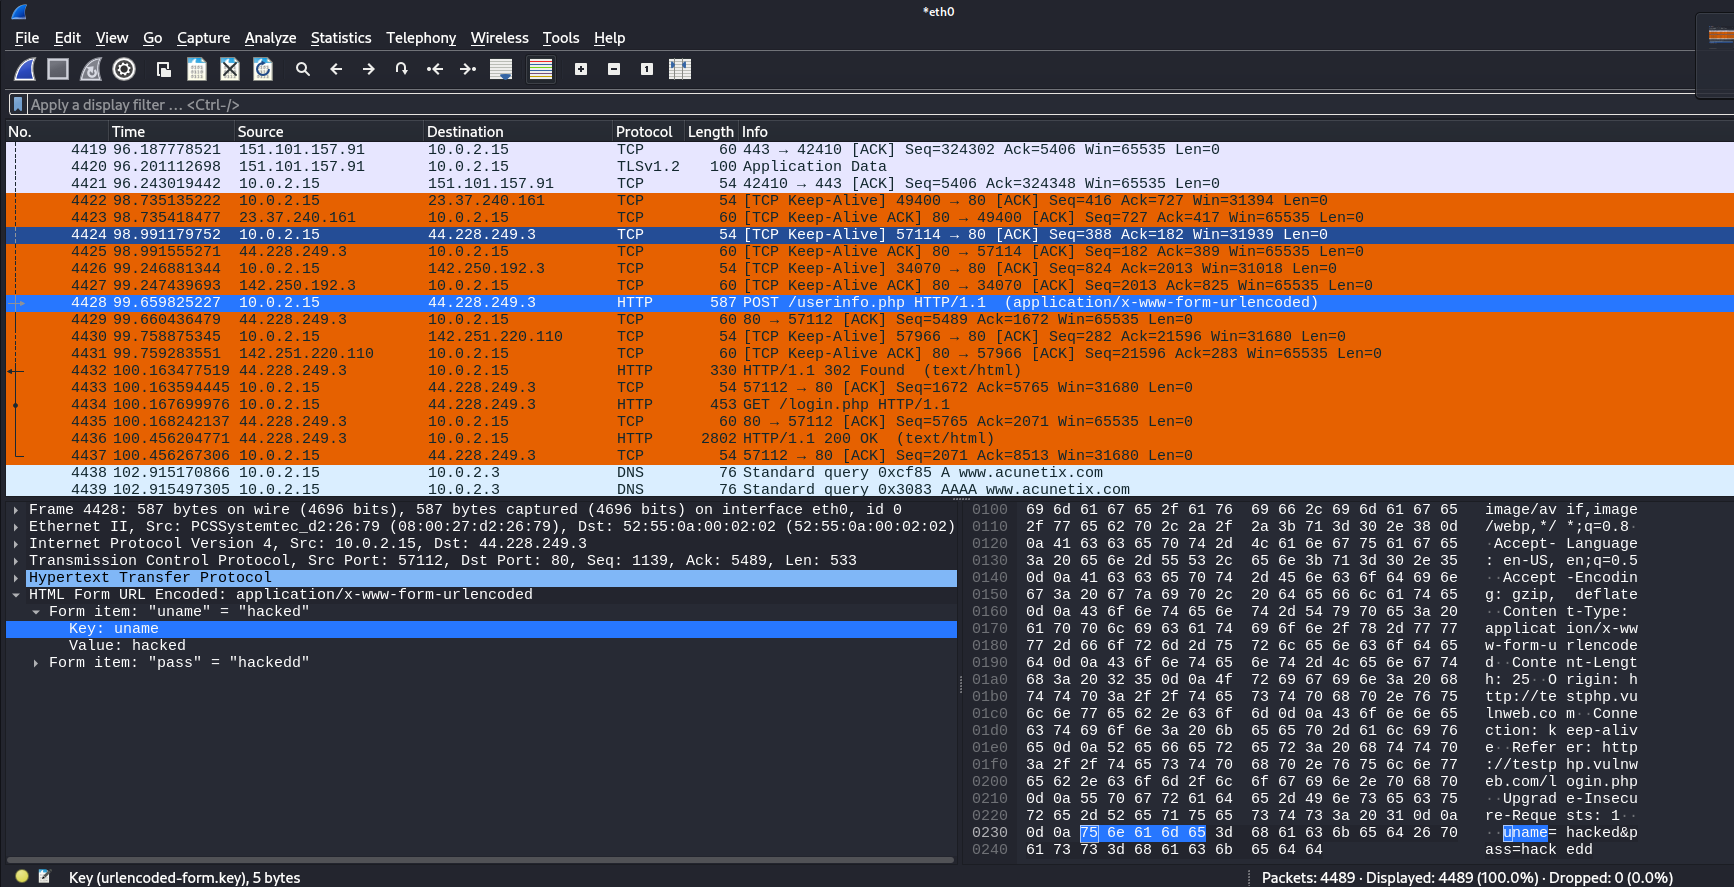 *eth0
File Edit View Go Capture Analyze Statistics Telephony Wireless Tools Help
Apply a display filter … <Ctrl-/>
No. Time Source Destination Protocol Length Info
4419 96.187778521 151.101.157.91 10.0.2.15 TCP 60 443 → 42410 [ACK] Seq=324302 Ack=5406 Win=65535 Len=0
4420 96.201112698 151.101.157.91 10.0.2.15 TLSv1.2 100 Application Data
4421 96.243019442 10.0.2.15 151.101.157.91 TCP 54 42410 → 443 [ACK] Seq=5406 Ack=324348 Win=65535 Len=0
4422 98.735135222 10.0.2.15 23.37.240.161 TCP 54 [TCP Keep-Alive] 49400 → 80 [ACK] Seq=416 Ack=727 Win=31394 Len=0
4423 98.735418477 23.37.240.161 10.0.2.15 TCP 60 [TCP Keep-Alive ACK] 80 → 49400 [ACK] Seq=727 Ack=417 Win=65535 Len=0
4424 98.991179752 10.0.2.15 44.228.249.3 TCP 54 [TCP Keep-Alive] 57114 → 80 [ACK] Seq=388 Ack=182 Win=31939 Len=0
4425 98.991555271 44.228.249.3 10.0.2.15 TCP 60 [TCP Keep-Alive ACK] 80 → 57114 [ACK] Seq=182 Ack=389 Win=65535 Len=0
4426 99.246881344 10.0.2.15 142.250.192.3 TCP 54 [TCP Keep-Alive] 34070 → 80 [ACK] Seq=824 Ack=2013 Win=31018 Len=0
4427 99.247439693 142.250.192.3 10.0.2.15 TCP 60 [TCP Keep-Alive ACK] 80 → 34070 [ACK] Seq=2013 Ack=825 Win=65535 Len=0
4428 99.659825227 10.0.2.15 44.228.249.3 HTTP 587 POST /userinfo.php HTTP/1.1 (application/x-www-form-urlencoded)
4429 99.660436479 44.228.249.3 10.0.2.15 TCP 60 80 → 57112 [ACK] Seq=5489 Ack=1672 Win=65535 Len=0
4430 99.758875345 10.0.2.15 142.251.220.110 TCP 54 [TCP Keep-Alive] 57966 → 80 [ACK] Seq=282 Ack=21596 Win=31680 Len=0
4431 99.759283551 142.251.220.110 10.0.2.15 TCP 60 [TCP Keep-Alive ACK] 80 → 57966 [ACK] Seq=21596 Ack=283 Win=65535 Len=0
4432 100.163477519 44.228.249.3 10.0.2.15 HTTP 330 HTTP/1.1 302 Found (text/html)
4433 100.163594445 10.0.2.15 44.228.249.3 TCP 54 57112 → 80 [ACK] Seq=1672 Ack=5765 Win=31680 Len=0
4434 100.167699976 10.0.2.15 44.228.249.3 HTTP 453 GET /login.php HTTP/1.1
4435 100.168242137 44.228.249.3 10.0.2.15 TCP 60 80 → 57112 [ACK] Seq=5765 Ack=2071 Win=65535 Len=0
4436 100.456204771 44.228.249.3 10.0.2.15 HTTP 2802 HTTP/1.1 200 OK (text/html)
4437 100.456267306 10.0.2.15 44.228.249.3 TCP 54 57112 → 80 [ACK] Seq=2071 Ack=8513 Win=31680 Len=0
4438 102.915170866 10.0.2.15 10.0.2.3 DNS 76 Standard query 0xcf85 A www.acunetix.com
4439 102.915497305 10.0.2.15 10.0.2.3 DNS 76 Standard query 0x3083 AAAA www.acunetix.com
Frame 4428: 587 bytes on wire (4696 bits), 587 bytes captured (4696 bits) on interface eth0, id 0
Ethernet II, Src: PCSSystemtec_d2:26:79 (08:00:27:d2:26:79), Dst: 52:55:0a:00:02:02 (52:55:0a:00:02:02)
Internet Protocol Version 4, Src: 10.0.2.15, Dst: 44.228.249.3
Transmission Control Protocol, Src Port: 57112, Dst Port: 80, Seq: 1139, Ack: 5489, Len: 533
Hypertext Transfer Protocol
HTML Form URL Encoded: application/x-www-form-urlencoded
Form item: "uname" = "hacked"
Key: uname
Value: hacked
Form item: "pass" = "hackedd"
0100 69 6d 61 67 65 2f 61 76 69 66 2c 69 6d 61 67 65 image/av if,image
0110 2f 77 65 62 70 2c 2a 2f 2a 3b 71 3d 30 2e 38 0d /webp,*/ *;q=0.8·
0120 0a 41 63 63 65 70 74 2d 4c 61 6e 67 75 61 67 65 ·Accept- Language
0130 3a 20 65 6e 2d 55 53 2c 65 6e 3b 71 3d 30 2e 35 : en-US, en;q=0.5
0140 0d 0a 41 63 63 65 70 74 2d 45 6e 63 6f 64 69 6e ··Accept -Encodin
0150 67 3a 20 67 7a 69 70 2c 20 64 65 66 6c 61 74 65 g: gzip, deflate
0160 0d 0a 43 6f 6e 74 65 6e 74 2d 54 79 70 65 3a 20 ··Conten t-Type:
0170 61 70 70 6c 69 63 61 74 69 6f 6e 2f 78 2d 77 77 applicat ion/x-ww
0180 77 2d 66 6f 72 6d 2d 75 72 6c 65 6e 63 6f 64 65 w-form-u rlencode
0190 64 0d 0a 43 6f 6e 74 65 6e 74 2d 4c 65 6e 67 74 d··Conte nt-Lengt
01a0 68 3a 20 32 35 0d 0a 4f 72 69 67 69 6e 3a 20 68 h: 25··O rigin: h
01b0 74 74 70 3a 2f 2f 74 65 73 74 70 68 70 2e 76 75 ttp://te stphp.vu
01c0 6c 6e 77 65 62 2e 63 6f 6d 0d 0a 43 6f 6e 6e 65 lnweb.co m··Conne
01d0 63 74 69 6f 6e 3a 20 6b 65 65 70 2d 61 6c 69 76 ction: k eep-aliv
01e0 65 0d 0a 52 65 66 65 72 65 72 3a 20 68 74 74 70 e··Refer er: http
01f0 3a 2f 2f 74 65 73 74 70 68 70 2e 76 75 6c 6e 77 ://testp hp.vulnw
0200 65 62 2e 63 6f 6d 2f 6c 6f 67 69 6e 2e 70 68 70 eb.com/l ogin.php
0210 0d 0a 55 70 67 72 61 64 65 2d 49 6e 73 65 63 75 ··Upgrad e-Insecu
0220 72 65 2d 52 65 71 75 65 73 74 73 3a 20 31 0d 0a re-Reque sts: 1··
0230 0d 0a 75 6e 61 6d 65 3d 68 61 63 6b 65 64 26 70 ··uname= hacked&p
0240 61 73 73 3d 68 61 63 6b 65 64 64 ass=hack edd
Key (urlencoded-form.key), 5 bytes
Packets: 4489 · Displayed: 4489 (100.0%) · Dropped: 0 (0.0%)